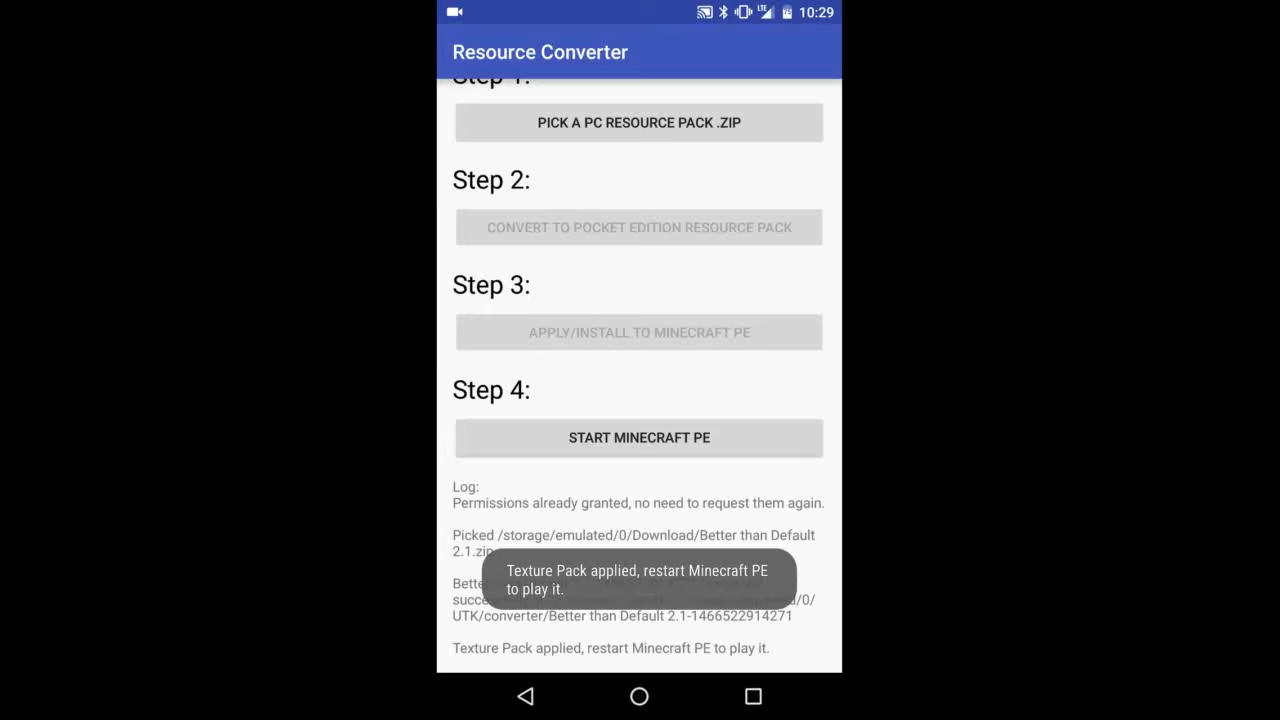 LTE 75 10:29
Resource Converter
Step 1:
PICK A PC RESOURCE PACK .ZIP
Step 2:
CONVERT TO POCKET EDITION RESOURCE PACK
Step 3:
APPLY/INSTALL TO MINECRAFT PE
Step 4:
START MINECRAFT PE
Log:
Permissions already granted, no need to request them again.
Picked /storage/emulated/0/Download/Better than Default
2.1.zip
Texture Pack applied, restart Minecraft PE
to play it.
Bette
succe /0/
UTK/converter/Better than Default 2.1-1466522914271
Texture Pack applied, restart Minecraft PE to play it.